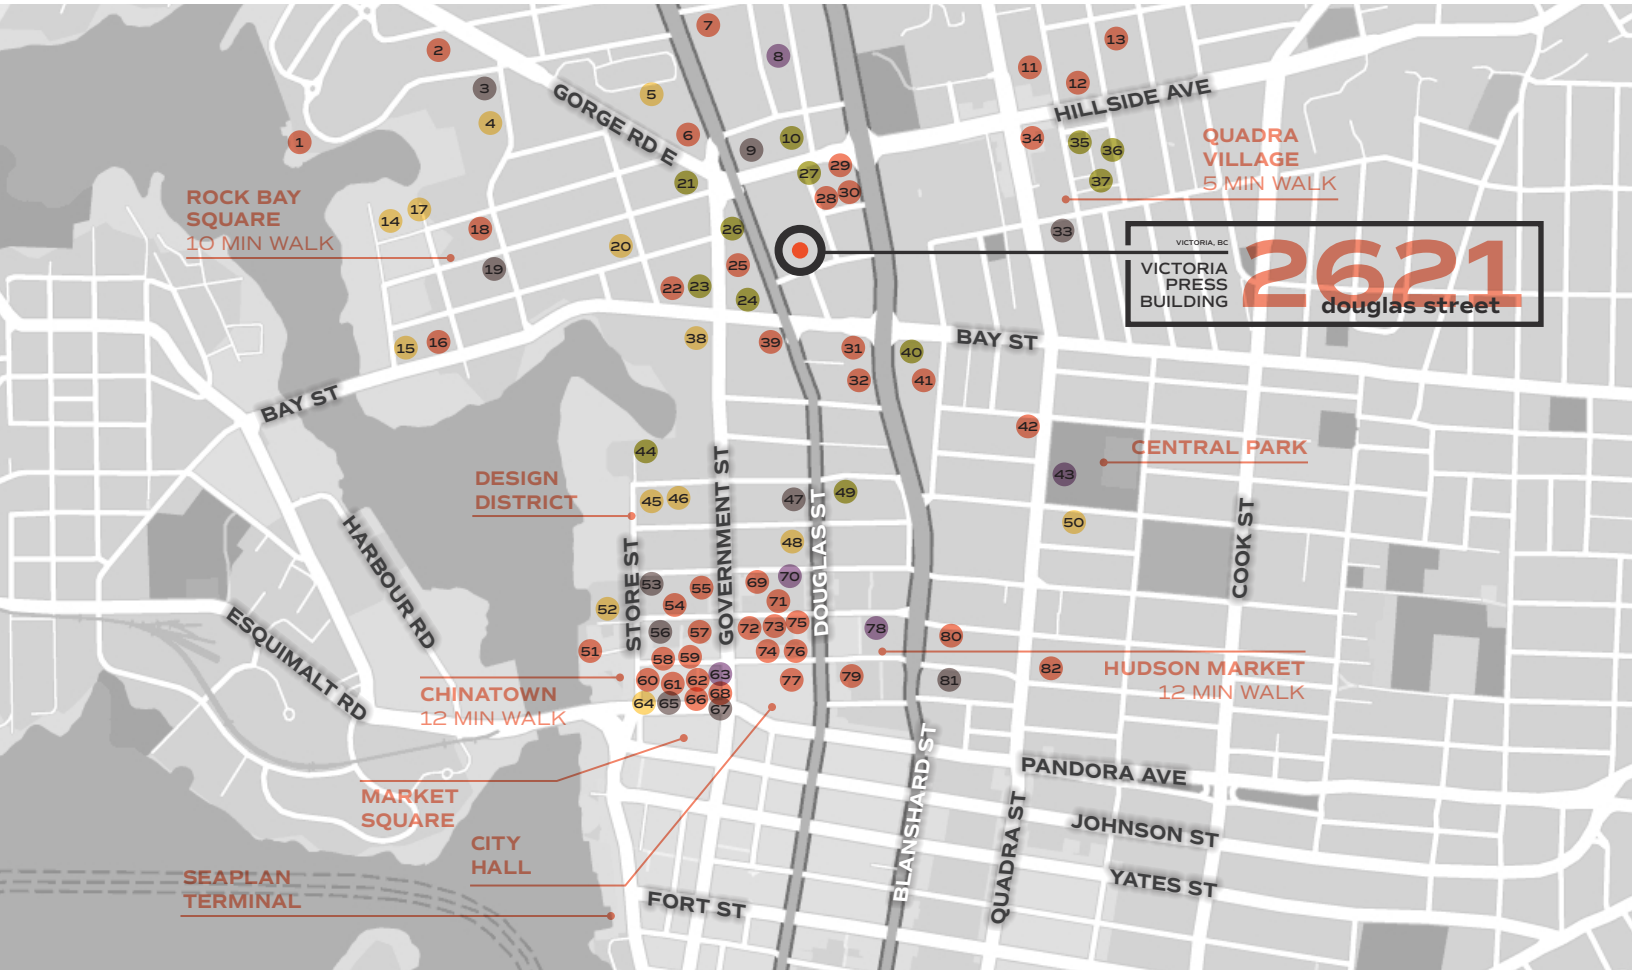 7
13
2
8
11
12
3
5
HILLSIDE AVE
GORGE RD E
4
1
6
9
10
34
35
36
QUADRA
VILLAGE
5 MIN WALK
29
27
37
21
28
30
ROCK BAY
SQUARE
10 MIN WALK
14
17
18
20
26
33
19
25
VICTORIA, BC
VICTORIA
PRESS
BUILDING
2621
douglas street
22
23
24
15
16
38
39
31
40
BAY ST
32
41
BAY ST
42
44
CENTRAL PARK
43
DESIGN
DISTRICT
45
46
47
49
50
48
GOVERNMENT ST
DOUGLAS ST
STORE ST
COOK ST
HARBOUR RD
ESQUIMALT RD
53
55
69
70
52
54
71
56
57
72
73
75
78
80
51
58
59
74
76
60
61
62
63
77
79
81
82
64
65
66
68
67
HUDSON MARKET
12 MIN WALK
CHINATOWN
12 MIN WALK
BLANSHARD ST
PANDORA AVE
MARKET
SQUARE
QUADRA ST
JOHNSON ST
CITY
HALL
YATES ST
SEAPLAN
TERMINAL
FORT ST